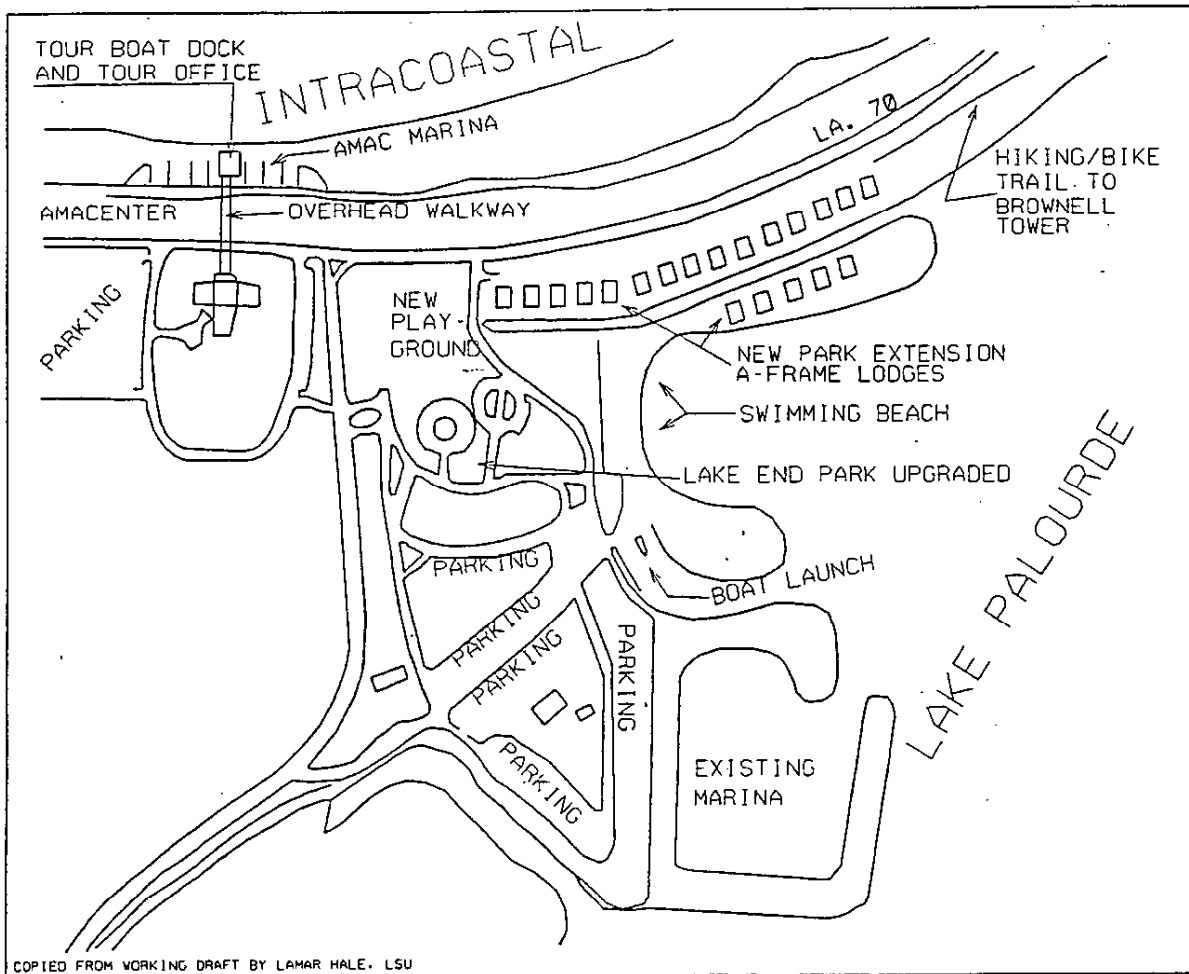 TOUR BOAT DOCK
AND TOUR OFFICE
INTRACOASTAL
AMAC MARINA
LA. 70
HIKING/BIKE
TRAIL TO
BROWNELL
TOWER
AMACENTER
OVERHEAD WALKWAY
PARKING
NEW
PLAY-
GROUND
NEW PARK EXTENSION
A-FRAME LODGES
SWIMMING BEACH
LAKE END PARK UPGRADED
LAKE PALOURDE
PARKING
BOAT LAUNCH
PARKING
PARKING
PARKING
PARKING
EXISTING
MARINA
COPIED FROM WORKING DRAFT BY LAMAR HALE, LSU